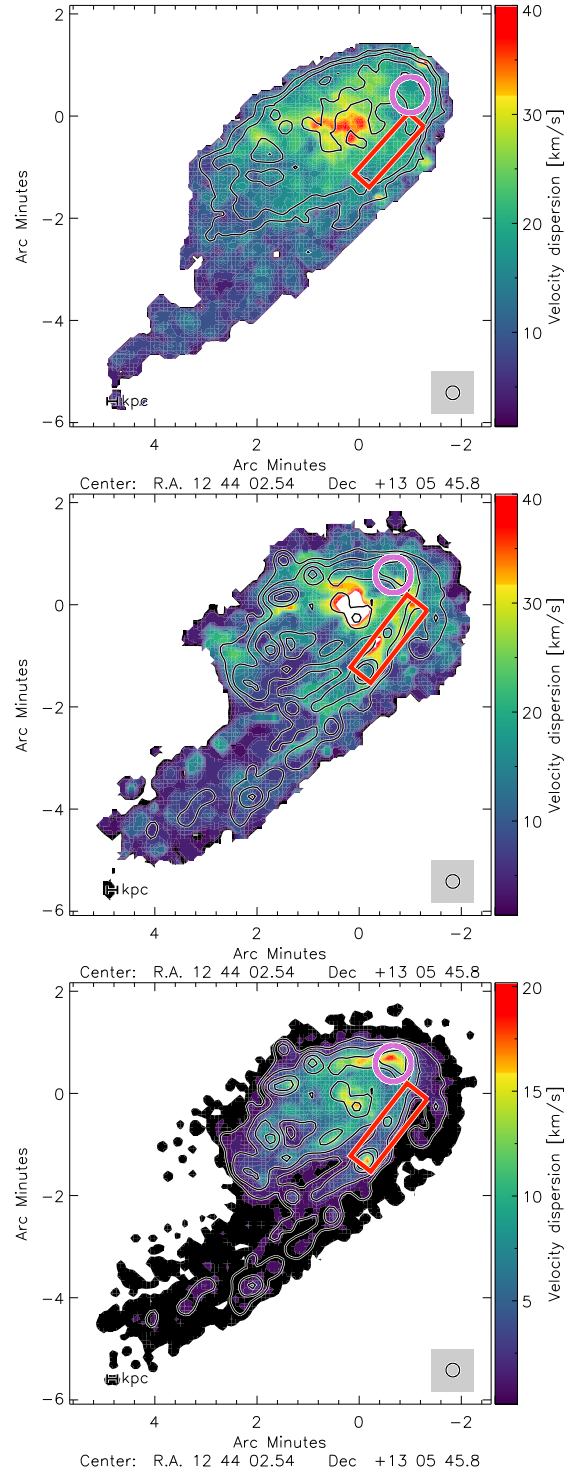 2
0
−2
−4
−6
Arc Minutes
kpc
4 2 0 −2
Arc Minutes
Center: R.A. 12 44 02.54 Dec +13 05 45.8
40
30
20
10
Velocity dispersion [km/s]
2
0
−2
−4
−6
Arc Minutes
kpc
4 2 0 −2
Arc Minutes
Center: R.A. 12 44 02.54 Dec +13 05 45.8
40
30
20
10
Velocity dispersion [km/s]
2
0
−2
−4
−6
Arc Minutes
kpc
4 2 0 −2
Arc Minutes
Center: R.A. 12 44 02.54 Dec +13 05 45.8
20
15
10
5
Velocity dispersion [km/s]